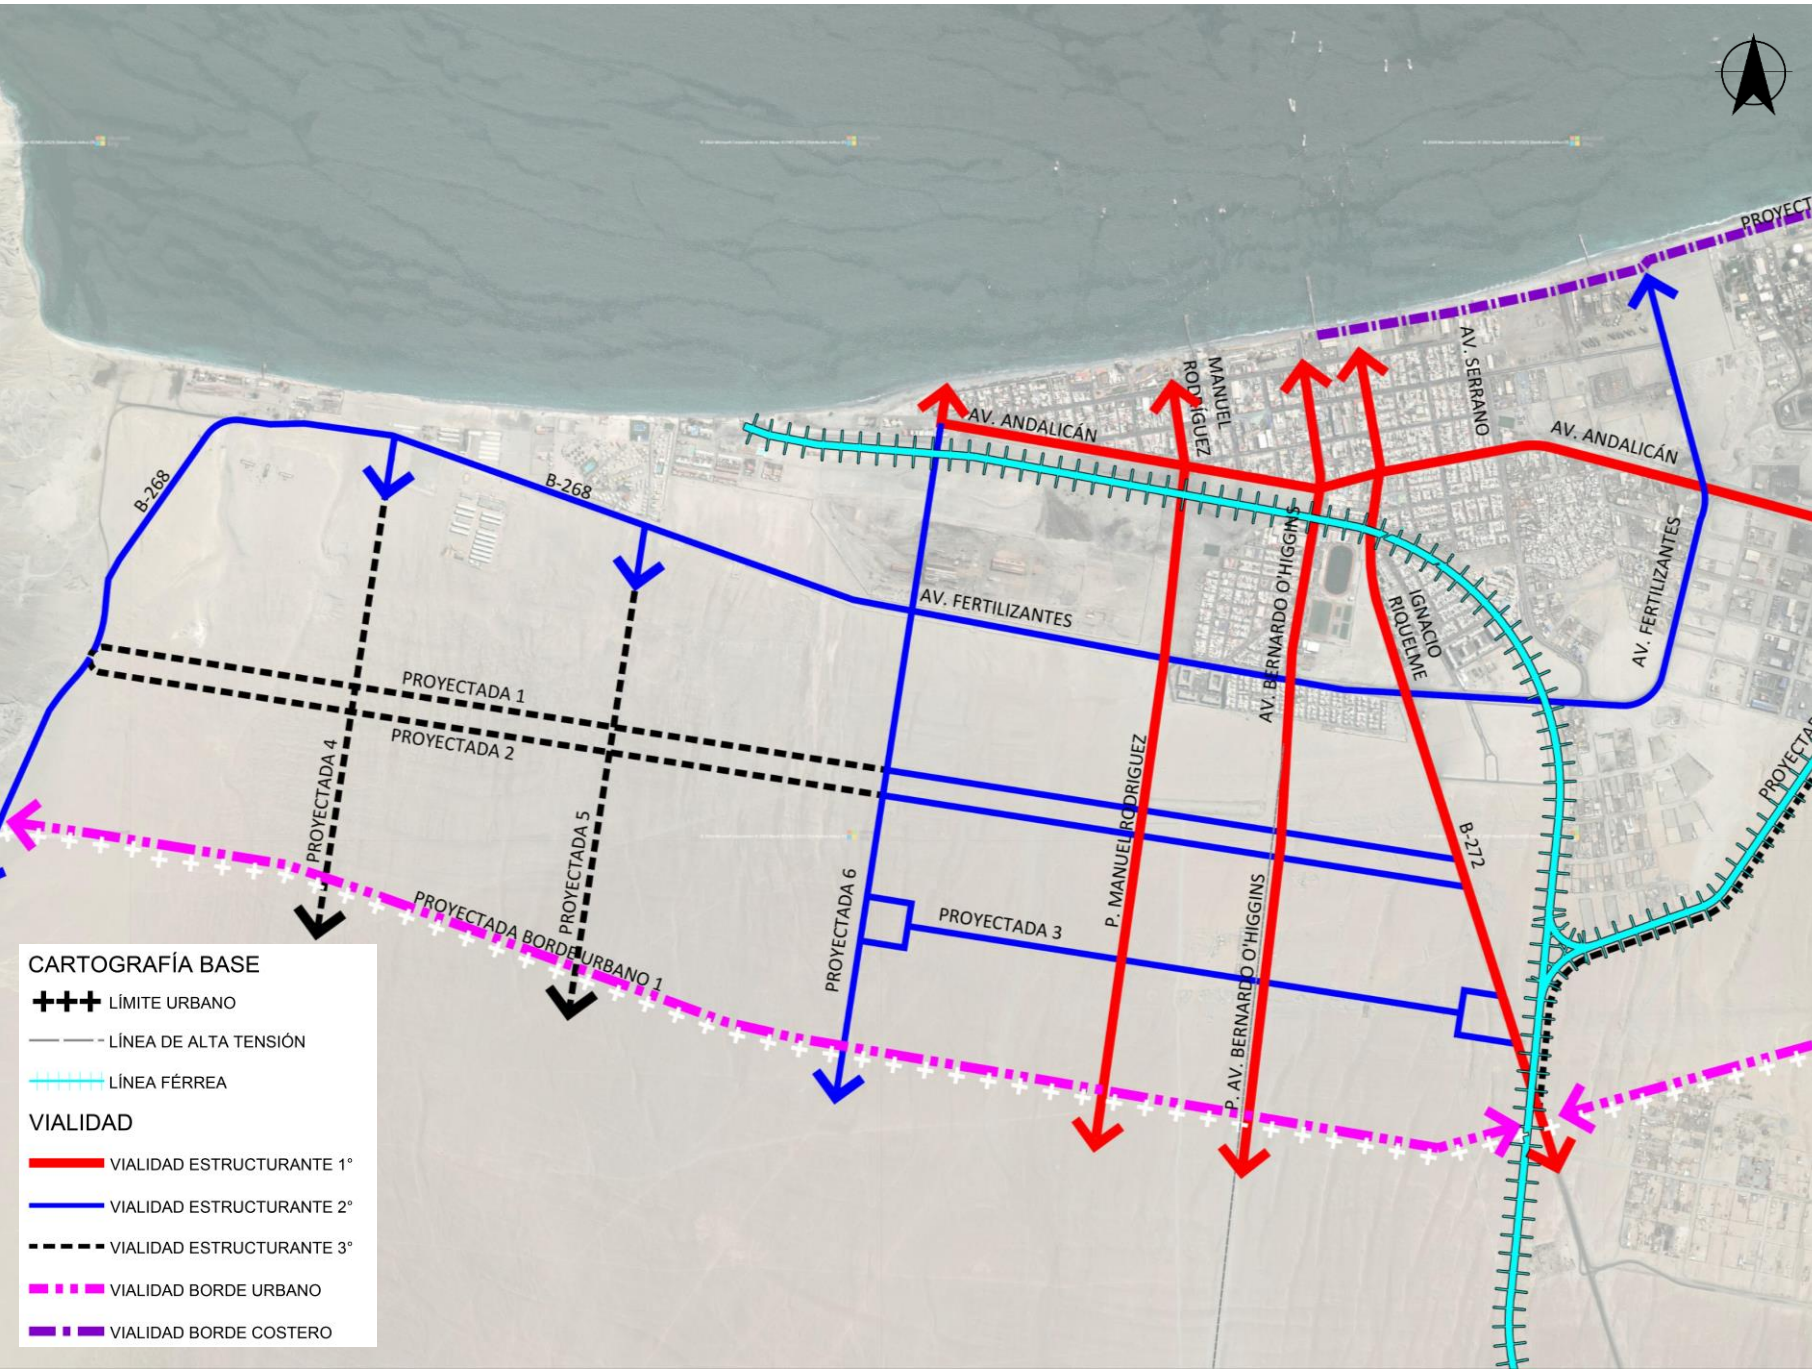 PROYECT
MANUEL
RODRÍGUEZ
AV. SERRANO
AV. ANDALICÁN
AV. ANDALICÁN
B-268
B-268
AV. BERNARDO O'HIGGINS
AV. FERTILIZANTES
AV. FERTILIZANTES
IGNACIO
RIQUELME
PROYECTADA 1
PROYECTADA 2
PROYECTADA 4
PROYECTADA 5
P. MANUEL RODRIGUEZ
PROYECTA
B-272
PROYECTADA 6
PROYECTADA BORDE URBANO 1
PROYECTADA 3
P. AV. BERNARDO O'HIGGINS
CARTOGRAFÍA BASE
LÍMITE URBANO
LÍNEA DE ALTA TENSIÓN
LÍNEA FÉRREA
VIALIDAD
VIALIDAD ESTRUCTURANTE 1°
VIALIDAD ESTRUCTURANTE 2°
VIALIDAD ESTRUCTURANTE 3°
VIALIDAD BORDE URBANO
VIALIDAD BORDE COSTERO